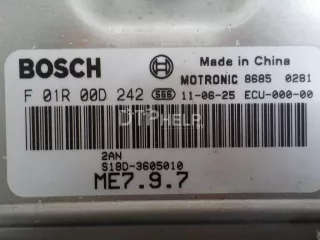 BOSCH
Made in China
MOTRONIC 8685 0281
F 01R 00D 242 SGS 11-06-25 ECU-000-00
DTPHELP
2AN
S18D-3605010
ME7.9.7